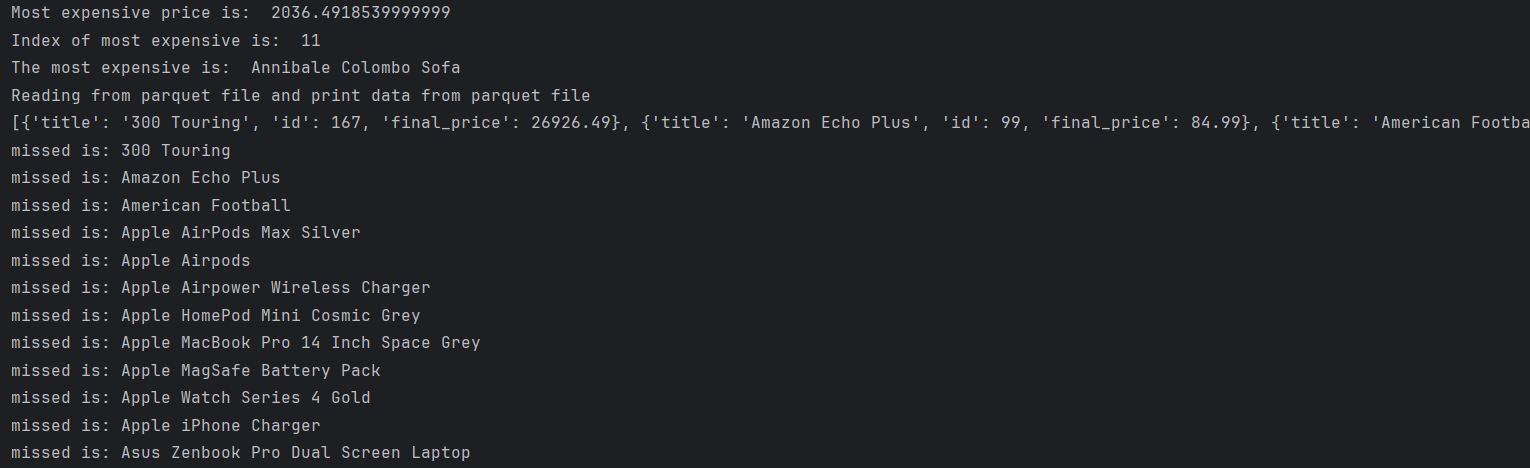 Most expensive price is:  2036.4918539999999
Index of most expensive is:  11
The most expensive is:  Annibale Colombo Sofa
Reading from parquet file and print data from parquet file
[{'title': '300 Touring', 'id': 167, 'final_price': 26926.49}, {'title': 'Amazon Echo Plus', 'id': 99, 'final_price': 84.99}, {'title': 'American Footba
missed is: 300 Touring
missed is: Amazon Echo Plus
missed is: American Football
missed is: Apple AirPods Max Silver
missed is: Apple Airpods
missed is: Apple Airpower Wireless Charger
missed is: Apple HomePod Mini Cosmic Grey
missed is: Apple MacBook Pro 14 Inch Space Grey
missed is: Apple MagSafe Battery Pack
missed is: Apple Watch Series 4 Gold
missed is: Apple iPhone Charger
missed is: Asus Zenbook Pro Dual Screen Laptop